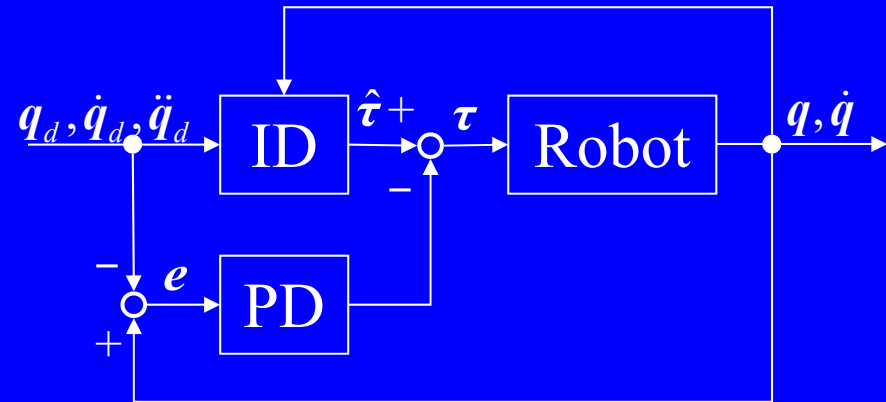 q_d, q̇_d, q̈_d
ID
τ̂ +
τ
Robot
q, q̇
−
−
e
PD
+